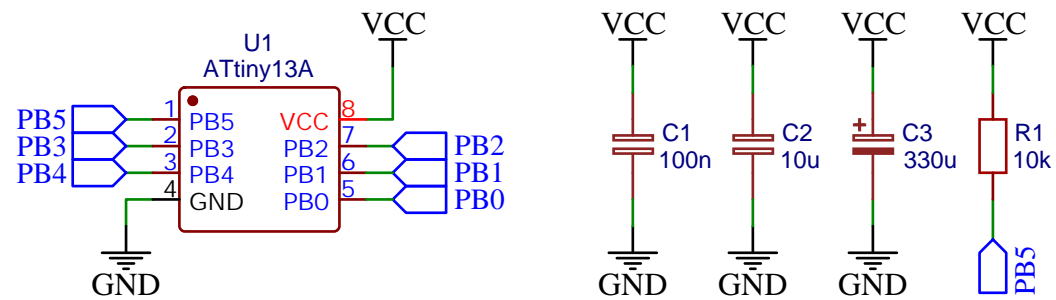 VCC
U1
ATtiny13A
PB5 1 PB5 VCC 8
PB3 2 PB3 PB2 7 PB2
PB4 3 PB4 PB1 6 PB1
4 GND PB0 5 PB0
GND
VCC
C1
100n
GND
VCC
C2
10u
GND
VCC
+
C3
330u
GND
VCC
R1
10k
PB5